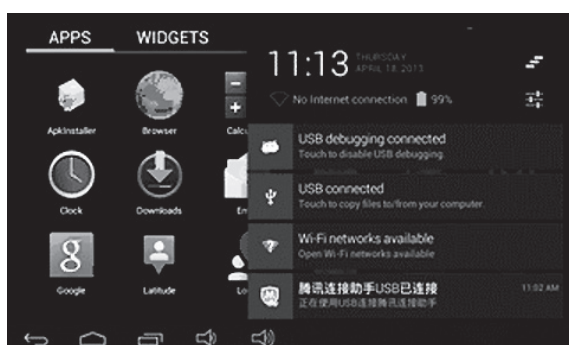 APPS WIDGETS
ApkInstaller Browser Calcu
Clock Downloads Em
Google Latitude Lo
11:13 THURSDAY
APRIL 18, 2013
No Internet connection 99%
USB debugging connected
Touch to disable USB debugging.
USB connected
Touch to copy files to/from your computer.
Wi-Fi networks available
Open Wi-Fi networks available
腾讯连接助手USB已连接 11:02 AM
正在使用USB连接腾讯连接助手